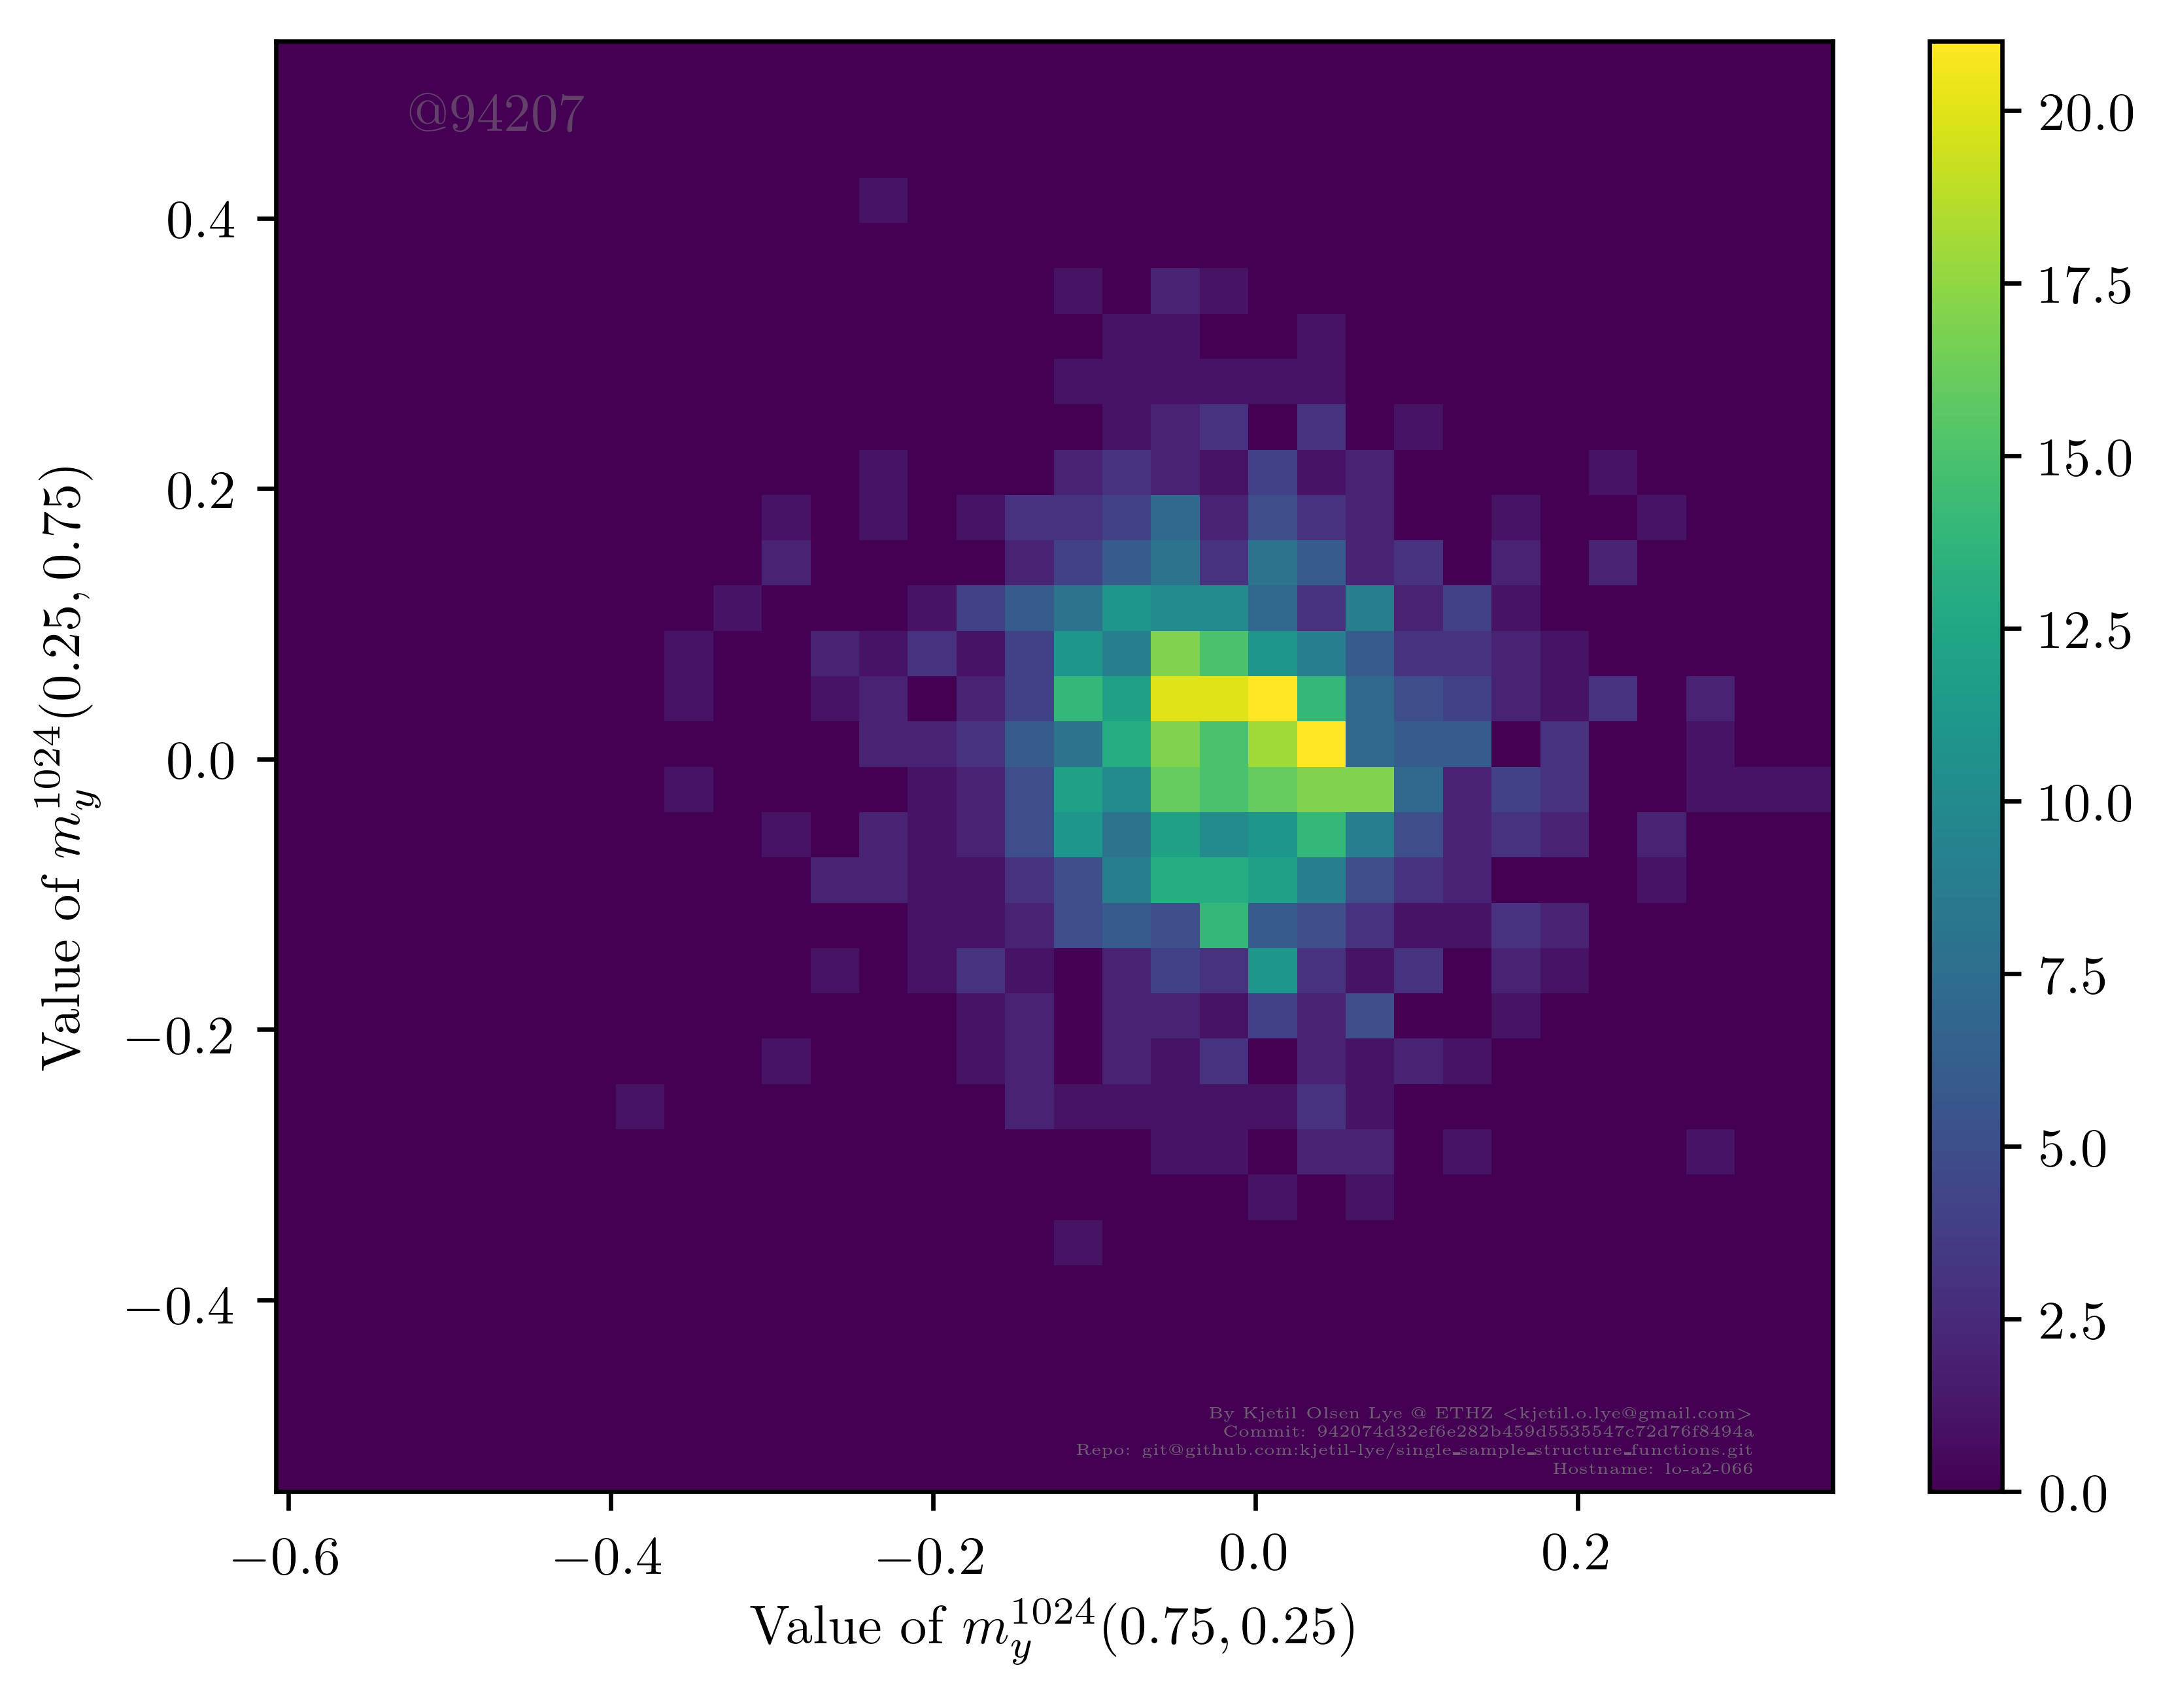 @94207
0.4
0.2
0.0
−0.2
−0.4
Value of m_y^1024(0.25, 0.75)
−0.6 −0.4 −0.2 0.0 0.2
Value of m_y^1024(0.75, 0.25)
20.0
17.5
15.0
12.5
10.0
7.5
5.0
2.5
0.0
By Kjetil Olsen Lye @ ETHZ <kjetil.o.lye@gmail.com>
Commit: 942074d32ef6e282b459d5535547c72d76f8494a
Repo: git@github.com:kjetil-lye/single_sample_structure_functions.git
Hostname: lo-a2-066